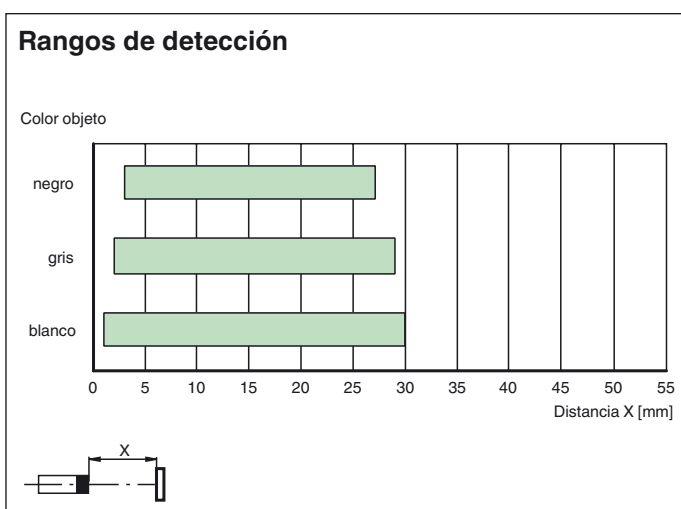 Rangos de detección
Color objeto
negro
gris
blanco
0 5 10 15 20 25 30 35 40 45 50 55
Distancia X [mm]
X